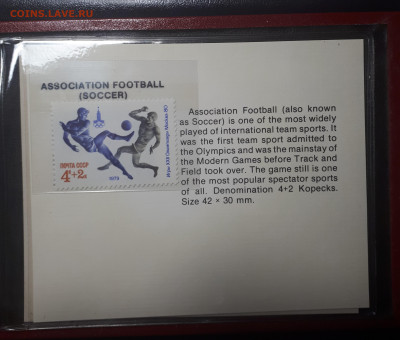 COINS.LAVE.RU
ASSOCIATION FOOTBALL
(SOCCER)
ПОЧТА СССР
4+2к
1979
Association Football (also known
as Soccer) is one of the most widely
played of international team sports. It
was the first team sport admitted to
the Olympics and was the mainstay of
the Modern Games before Track and
Field took over. The game still is one
of the most popular spectator sports
of all. Denomination 4+2 Kopecks.
Size 42 × 30 mm.